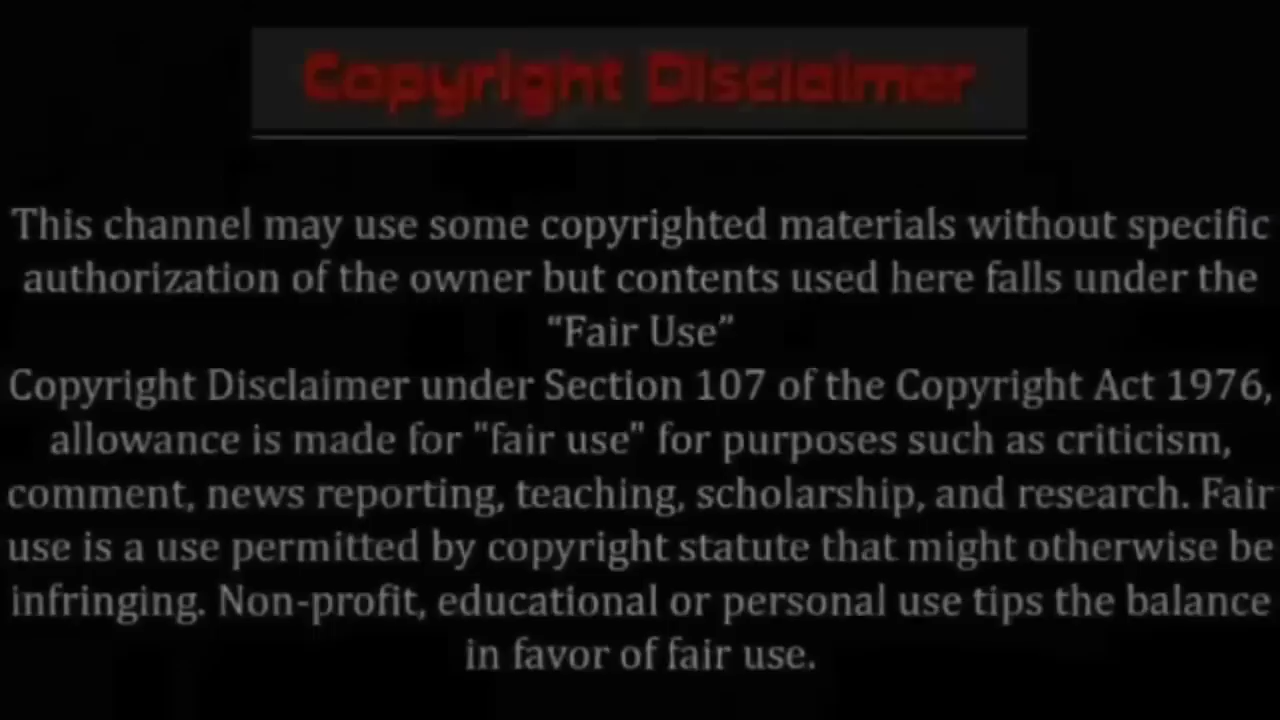 Copyright Disclaimer
This channel may use some copyrighted materials without specific
authorization of the owner but contents used here falls under the
“Fair Use”
Copyright Disclaimer under Section 107 of the Copyright Act 1976,
allowance is made for "fair use" for purposes such as criticism,
comment, news reporting, teaching, scholarship, and research. Fair
use is a use permitted by copyright statute that might otherwise be
infringing. Non-profit, educational or personal use tips the balance
in favor of fair use.